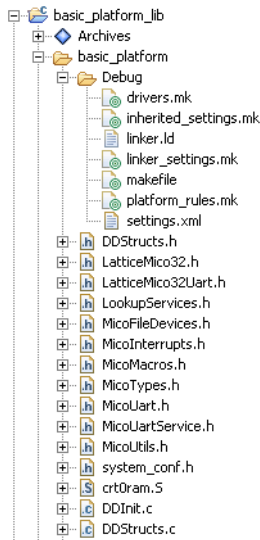 basic_platform_lib
Archives
basic_platform
Debug
drivers.mk
inherited_settings.mk
linker.ld
linker_settings.mk
makefile
platform_rules.mk
settings.xml
DDStructs.h
LatticeMico32.h
LatticeMico32Uart.h
LookupServices.h
MicoFileDevices.h
MicoInterrupts.h
MicoMacros.h
MicoTypes.h
MicoUart.h
MicoUartService.h
MicoUtils.h
system_conf.h
crt0ram.S
DDInit.c
DDStructs.c